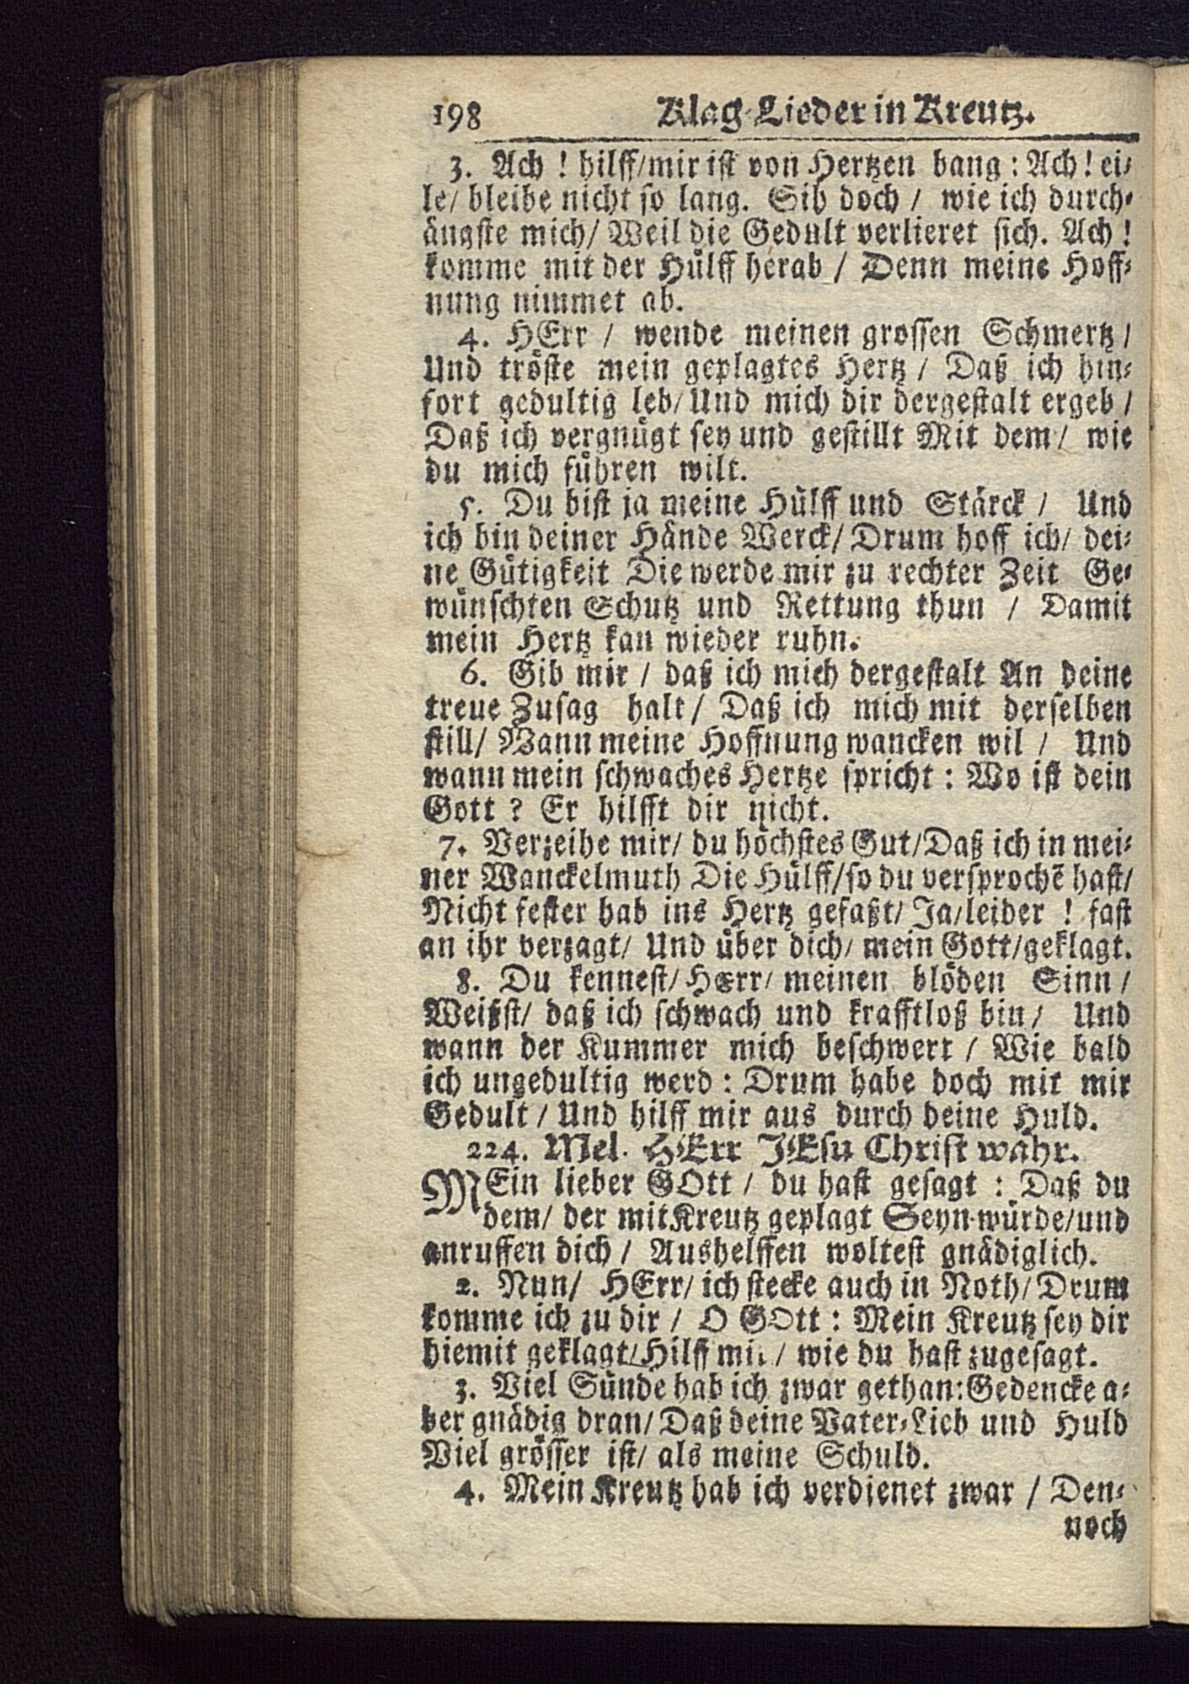 198 Klag-Lieder in Kreutz.
3. Ach ! hilff/mir ist von Hertzen bang : Ach! ei-
le/ bleibe nicht so lang. Sih doch / wie ich durch-
ängste mich/ Weil die Gedult verlieret sich. Ach !
komme mit der Hülff herab / Denn meine Hoff-
nung nimmet ab.
4. HErr / wende meinen grossen Schmertz /
Und tröste mein geplagtes Hertz / Daß ich hin-
fort gedultig leb/ Und mich dir dergestalt ergeb /
Daß ich vergnügt sey und gestillt Mit dem / wie
du mich führen wilt.
5. Du bist ja meine Hülff und Stärck / Und
ich bin deiner Hände Werck/ Drum hoff ich/ dei-
ne Gütigkeit Die werde mir zu rechter Zeit Ge-
wünschten Schutz und Rettung thun / Damit
mein Hertz kan wieder ruhn.
6. Gib mir / daß ich mich dergestalt An deine
treue Zusag halt / Daß ich mich mit derselben
still/ Wann meine Hoffnung wancken wil / Und
wann mein schwaches Hertze spricht : Wo ist dein
Gott ? Er hilfft dir nicht.
7. Verzeihe mir/ du höchstes Gut/Daß ich in mei-
ner Wanckelmuth Die Hülff/so du versprochē hast/
Nicht fester hab ins Hertz gefaßt/ Ja/leider ! fast
an ihr verzagt/ Und über dich/ mein Gott/geklagt.
8. Du kennest/ HErr/ meinen blöden Sinn /
Weißst/ daß ich schwach und krafftloß bin / Und
wann der Kummer mich beschwert / Wie bald
ich ungedultig werd : Drum habe doch mit mir
Gedult / Und hilff mir aus durch deine Huld.
224. Mel. HErr JEsu Christ wahr.
MEin lieber GOtt / du hast gesagt : Daß du
dem/ der mit Kreutz geplagt Seyn würde/und
anruffen dich / Aushelffen woltest gnädiglich.
2. Nun/ HErr/ ich stecke auch in Noth/ Drum
komme ich zu dir / O GOtt : Mein Kreutz sey dir
hiemit geklagt/Hilff mir / wie du hast zugesagt.
3. Viel Sünde hab ich zwar gethan:Gedencke a-
ber gnädig dran/ Daß deine Vater-Lieb und Huld
Viel grösser ist/ als meine Schuld.
4. Mein Kreutz hab ich verdienet zwar / Den-
noch